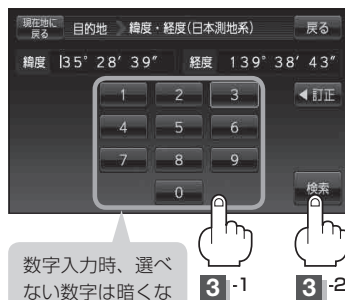 現在地に
戻る
目的地 緯度・経度(日本測地系) 戻る
緯度 35° 28′ 39″ 経度 139° 38′ 43″
1 2 3 ◀訂正
4 5 6
7 8 9
0 検索
数字入力時、選べ
ない数字は暗くな
3-1 3-2